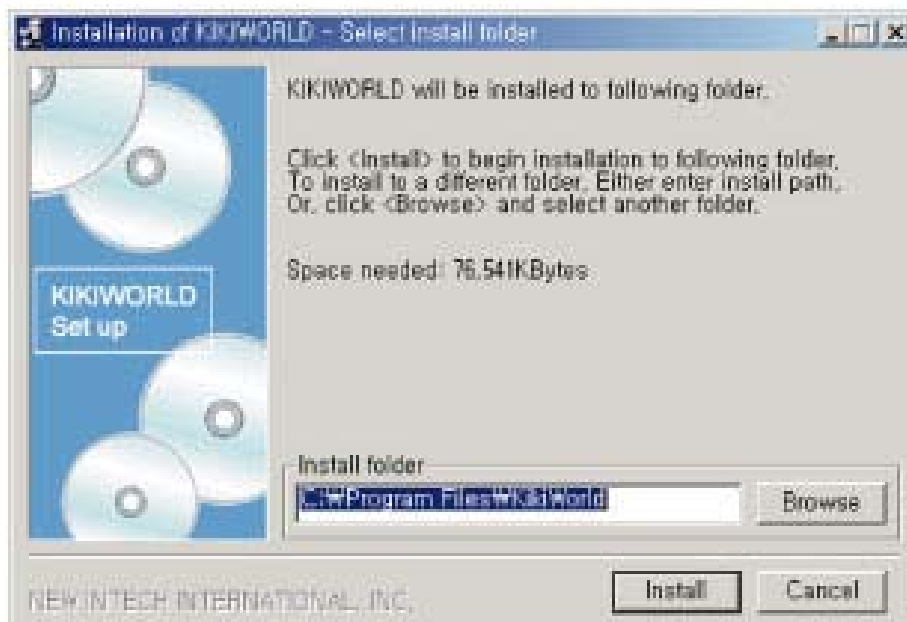 Installation of KIKIWORLD - Select install folder
KIKIWORLD will be installed to following folder.
Click <Install> to begin installation to following folder.
To install to a different folder, Either enter install path,
Or, click <Browse> and select another folder.
Space needed: 76,541KBytes
KIKIWORLD
Set up
Install folder
C:₩Program Files₩KikiWorld
Browse
NEW INTECH INTERNATIONAL, INC.
Install
Cancel